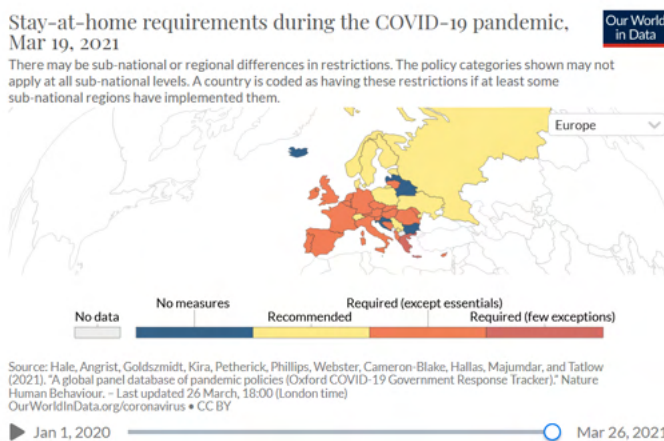 Stay-at-home requirements during the COVID-19 pandemic,
Mar 19, 2021
Our World
in Data
There may be sub-national or regional differences in restrictions. The policy categories shown may not
apply at all sub-national levels. A country is coded as having these restrictions if at least some
sub-national regions have implemented them.
Europe
No data
No measures
Recommended
Required (except essentials)
Required (few exceptions)
Source: Hale, Angrist, Goldszmidt, Kira, Petherick, Phillips, Webster, Cameron-Blake, Hallas, Majumdar, and Tatlow
(2021). "A global panel database of pandemic policies (Oxford COVID-19 Government Response Tracker)." Nature
Human Behaviour. – Last updated 26 March, 18:00 (London time)
OurWorldInData.org/coronavirus • CC BY
Jan 1, 2020
Mar 26, 2021